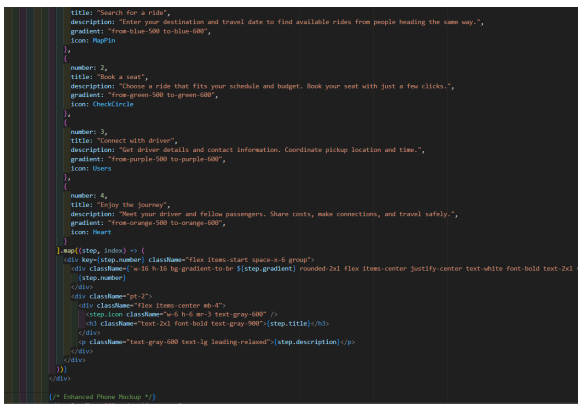 title: "Search for a ride",
description: "Enter your destination and travel date to find available rides from people heading the same way.",
gradient: "from-blue-500 to-blue-600",
icon: MapPin
},
{
number: 2,
title: "Book a seat",
description: "Choose a ride that fits your schedule and budget. Book your seat with just a few clicks.",
gradient: "from-green-500 to-green-600",
icon: CheckCircle
},
{
number: 3,
title: "Connect with driver",
description: "Get driver details and contact information. Coordinate pickup location and time.",
gradient: "from-purple-500 to-purple-600",
icon: Users
},
{
number: 4,
title: "Enjoy the journey",
description: "Meet your driver and fellow passengers. Share costs, make connections, and travel safely.",
gradient: "from-orange-500 to-orange-600",
icon: Heart
}
].map((step, index) => (
<div key={step.number} className="flex items-start space-x-6 group">
<div className={`w-16 h-16 bg-gradient-to-br ${step.gradient} rounded-2xl flex items-center justify-center text-white font-bold text-2xl
{step.number}
</div>
<div className="pt-2">
<div className="flex items-center mb-4">
<step.icon className="w-6 h-6 mr-3 text-gray-600" />
<h3 className="text-2xl font-bold text-gray-900">{step.title}</h3>
</div>
<p className="text-gray-600 text-lg leading-relaxed">{step.description}</p>
</div>
</div>
))}
</div>
{/* Enhanced Phone Mockup */}